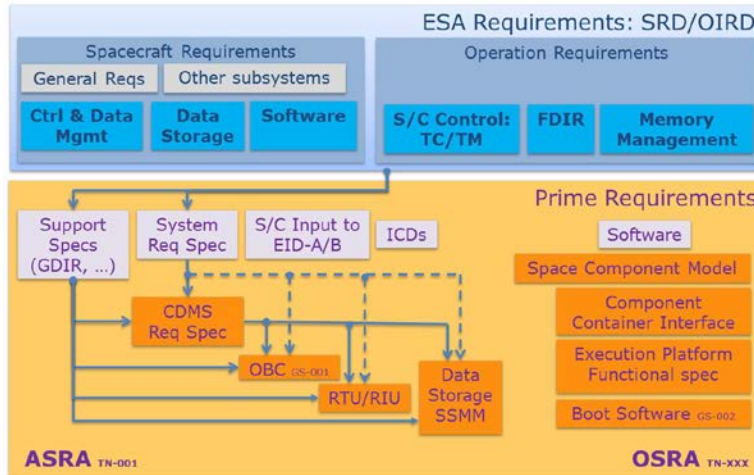 ESA Requirements: SRD/OIRD
Spacecraft Requirements
General Reqs
Other subsystems
Ctrl & Data
Mgmt
Data
Storage
Software
Operation Requirements
S/C Control:
TC/TM
FDIR
Memory
Management
Prime Requirements
Support
Specs
(GDIR, ...)
System
Req Spec
S/C Input to
EID-A/B
ICDs
Software
Space Component Model
CDMS
Req Spec
Component
Container Interface
OBC GS-001
Execution Platform
Functional spec
RTU/RIU
Data
Storage
SSMM
Boot Software GS-002
ASRA TN-001
OSRA TN-XXX